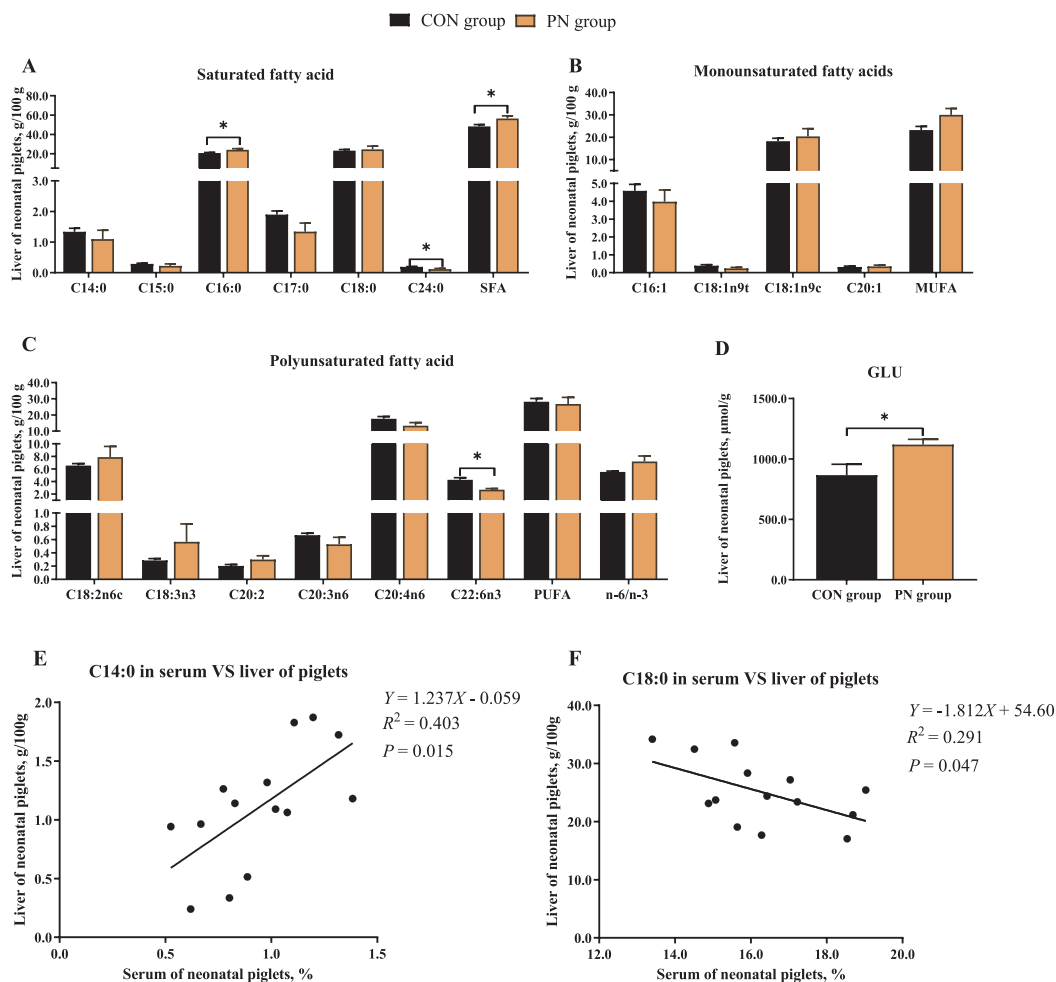 CON group PN group
A
Saturated fatty acid
Liver of neonatal piglets, g/100 g
80.0
60.0
40.0
20.0
3.0
2.0
1.0
0.0
*
*
*
C14:0 C15:0 C16:0 C17:0 C18:0 C24:0 SFA
B
Monounsaturated fatty acids
Liver of neonatal piglets, g/100 g
40.0
30.0
20.0
10.0
5.0
4.0
3.0
2.0
1.0
0.0
C16:1 C18:1n9t C18:1n9c C20:1 MUFA
C
Polyunsaturated fatty acid
Liver of neonatal piglets, g/100 g
40.0
30.0
20.0
10.0
10.0
8.0
6.0
4.0
2.0
1.0
0.8
0.6
0.4
0.2
0.0
*
C18:2n6c C18:3n3 C20:2 C20:3n6 C20:4n6 C22:6n3 PUFA n-6/n-3
D
GLU
Liver of neonatal piglets, μmol/g
1500.0
1000.0
500.0
0.0
*
CON group PN group
E
C14:0 in serum VS liver of piglets
Y = 1.237X - 0.059
R² = 0.403
P = 0.015
Liver of neonatal piglets, g/100g
2.0
1.5
1.0
0.5
0.0
0.0 0.5 1.0 1.5
Serum of neonatal piglets, %
F
C18:0 in serum VS liver of piglets
Y = -1.812X + 54.60
R² = 0.291
P = 0.047
Liver of neonatal piglets, g/100g
40.0
30.0
20.0
10.0
0.0
12.0 14.0 16.0 18.0 20.0
Serum of neonatal piglets, %